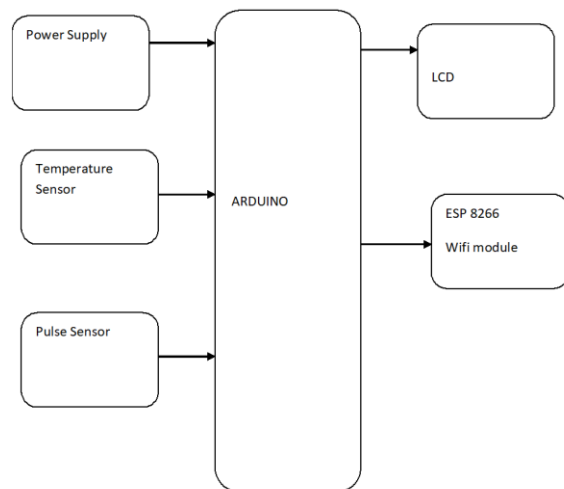 Power Supply
LCD
Temperature
Sensor
ARDUINO
ESP 8266
Wifi module
Pulse Sensor